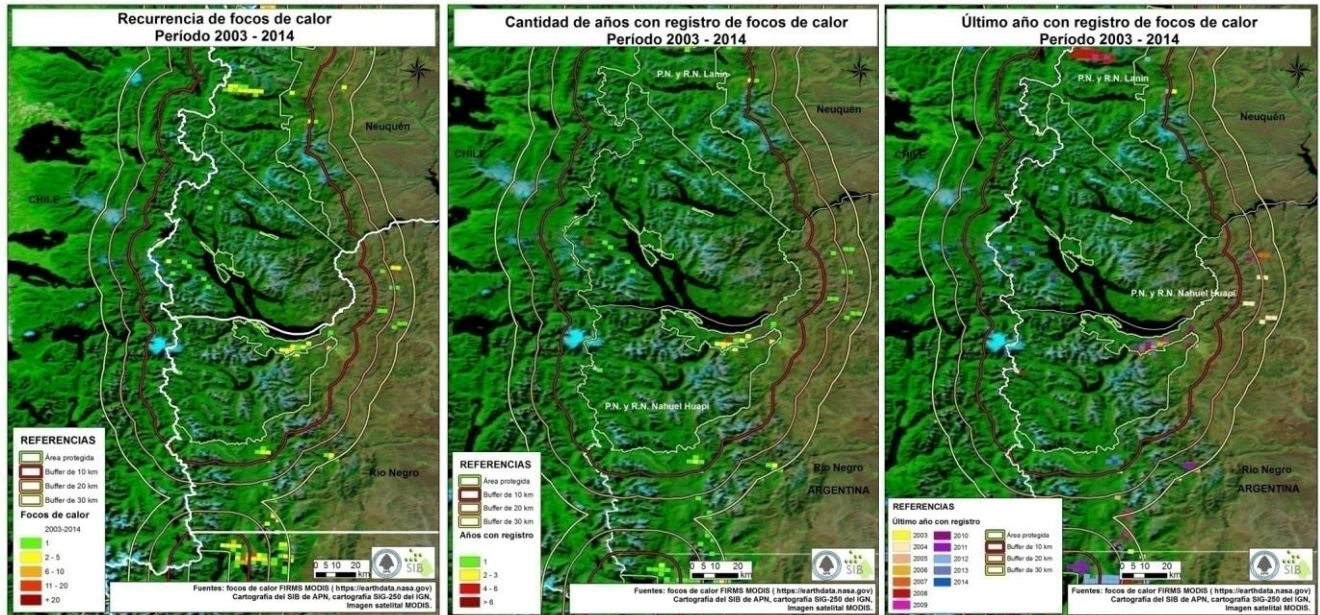 Recurrencia de focos de calor
Período 2003 - 2014
Neuquén
CHILE
Río Negro
REFERENCIAS
Área protegida
Buffer de 10 km
Buffer de 20 km
Buffer de 30 km
Focos de calor
2003-2014
1
2 - 5
6 - 10
11 - 20
+ 20
0 5 10 20
km
SIB
Fuentes: focos de calor FIRMS MODIS ( https://earthdata.nasa.gov)
Cartografía del SIB de APN, cartografía SIG-250 del IGN,
Imagen satelital MODIS.
Cantidad de años con registro de focos de calor
Período 2003 - 2014
P.N. y R.N. Lanín
Neuquén
CHILE
P.N. y R.N. Nahuel Huapi
Río Negro
ARGENTINA
REFERENCIAS
Área protegida
Buffer de 10 km
Buffer de 20 km
Buffer de 30 km
Años con registro
1
2 - 3
4 - 6
> 6
0 5 10 20
km
SIB
Fuentes: focos de calor FIRMS MODIS ( https://earthdata.nasa.gov)
Cartografía del SIB de APN, cartografía SIG-250 del IGN,
Imagen satelital MODIS.
Último año con registro de focos de calor
Período 2003 - 2014
P.N. y R.N. Lanín
Neuquén
CHILE
P.N. y R.N. Nahuel Huapi
Río Negro
ARGENTINA
REFERENCIAS
Último año con registro
2003
2004
2005
2006
2007
2008
2009
2010
2011
2012
2013
2014
Área protegida
Buffer de 10 km
Buffer de 20 km
Buffer de 30 km
0 5 10 20
km
SIB
Fuentes: focos de calor FIRMS MODIS ( https://earthdata.nasa.gov)
Cartografía del SIB de APN, cartografía SIG-250 del IGN,
Imagen satelital MODIS.